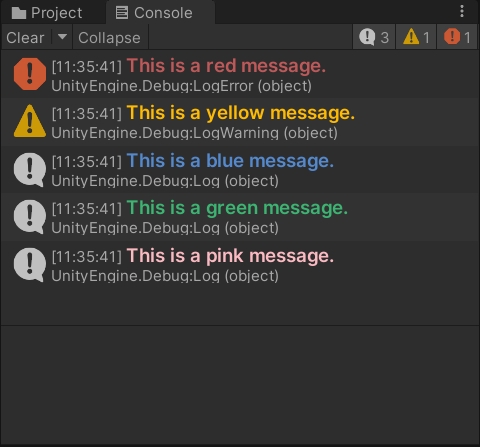 Project Console
Clear Collapse 3 1 1
[11:35:41] This is a red message.
UnityEngine.Debug:LogError (object)
[11:35:41] This is a yellow message.
UnityEngine.Debug:LogWarning (object)
[11:35:41] This is a blue message.
UnityEngine.Debug:Log (object)
[11:35:41] This is a green message.
UnityEngine.Debug:Log (object)
[11:35:41] This is a pink message.
UnityEngine.Debug:Log (object)